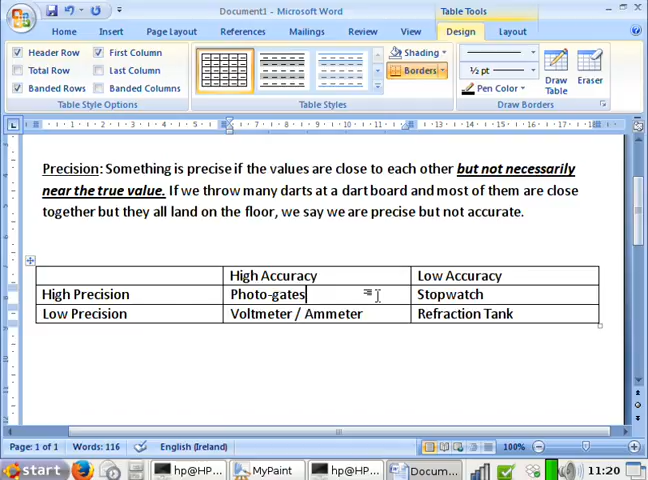 Document1 - Microsoft Word
Table Tools
Home Insert Page Layout References Mailings Review View Design Layout
Header Row First Column
Total Row Last Column
Banded Rows Banded Columns
Table Style Options
Table Styles
Shading
Borders
½ pt
Pen Color
Draw Table
Eraser
Draw Borders
Precision: Something is precise if the values are close to each other but not necessarily
near the true value. If we throw many darts at a dart board and most of them are close
together but they all land on the floor, we say we are precise but not accurate.
High Accuracy Low Accuracy
High Precision Photo-gates Stopwatch
Low Precision Voltmeter / Ammeter Refraction Tank
Page: 1 of 1 Words: 116 English (Ireland) 100%
start hp@HP... MyPaint hp@HP... Docum... 11:20